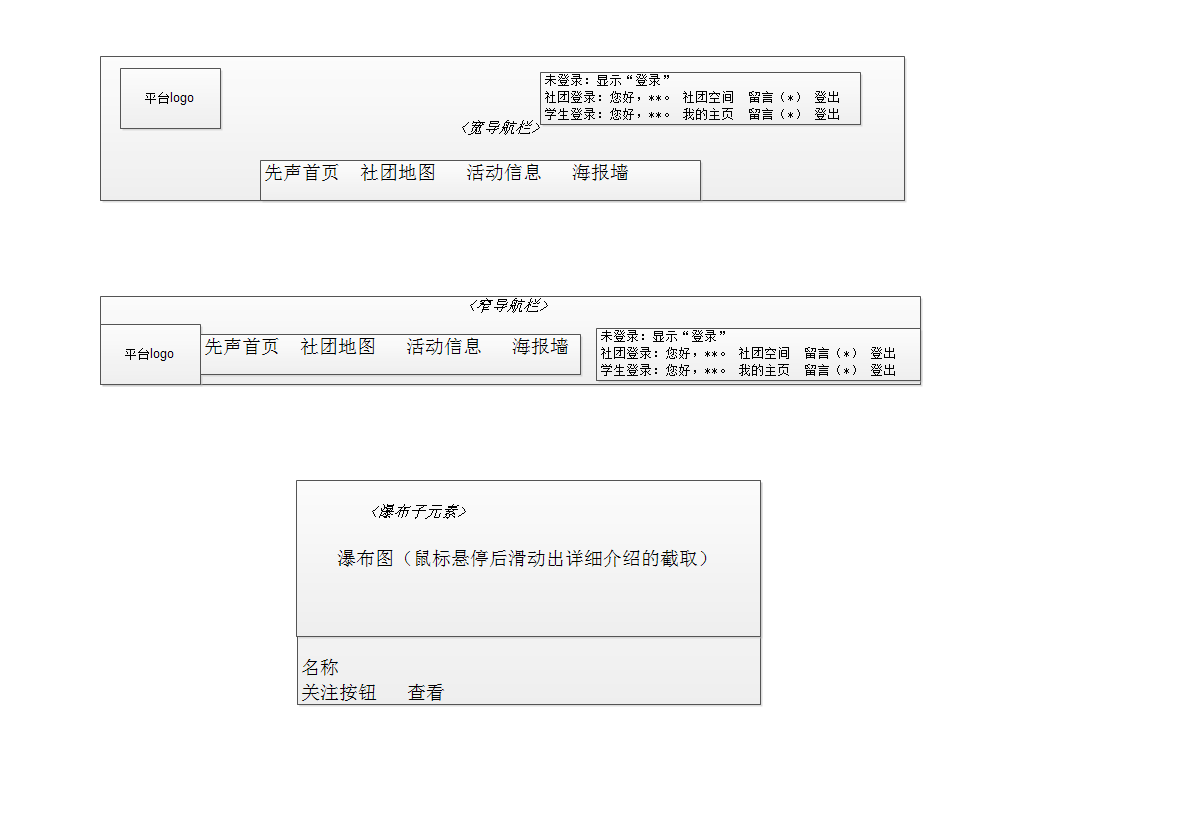 平台logo
未登录：显示“登录”
社团登录：您好，**。 社团空间 留言（*） 登出
学生登录：您好，**。 我的主页 留言（*） 登出
<宽导航栏>
先声首页 社团地图 活动信息 海报墙
<窄导航栏>
平台logo
先声首页 社团地图 活动信息 海报墙
未登录：显示“登录”
社团登录：您好，**。 社团空间 留言（*） 登出
学生登录：您好，**。 我的主页 留言（*） 登出
<瀑布子元素>
瀑布图（鼠标悬停后滑动出详细介绍的截取）
名称
关注按钮 查看